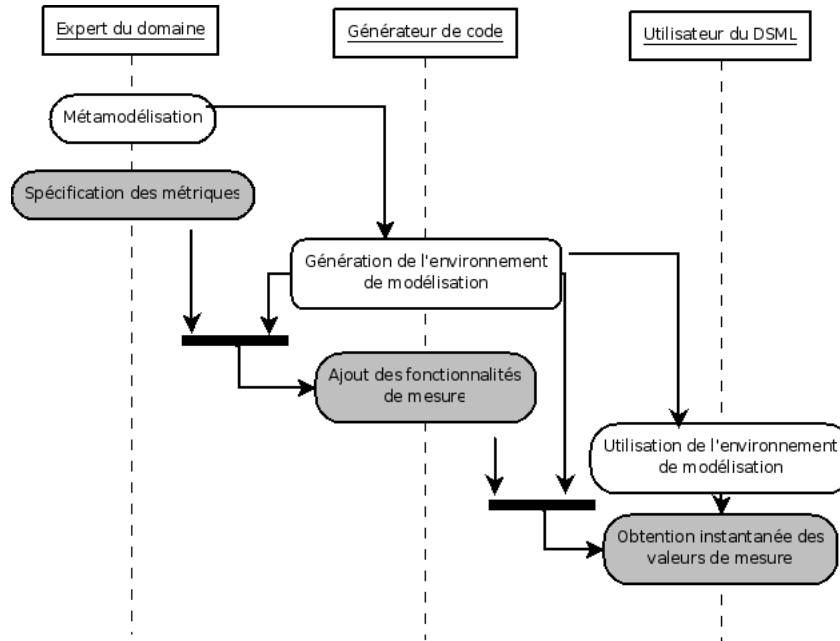 Expert du domaine
Générateur de code
Utilisateur du DSML
Métamodélisation
Spécification des métriques
Génération de l'environnement
de modélisation
Ajout des fonctionnalités
de mesure
Utilisation de l'environnement
de modélisation
Obtention instantanée des
valeurs de mesure